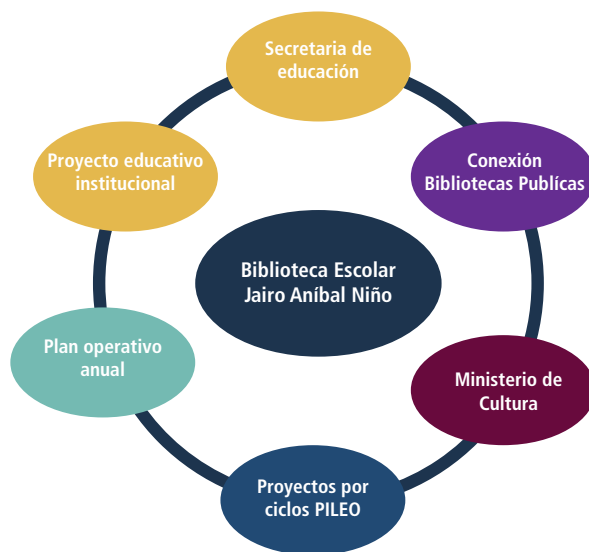 Secretaria de
educación
Proyecto educativo
institucional
Conexión
Bibliotecas Publícas
Biblioteca Escolar
Jairo Aníbal Niño
Plan operativo
anual
Ministerio de
Cultura
Proyectos por
ciclos PILEO